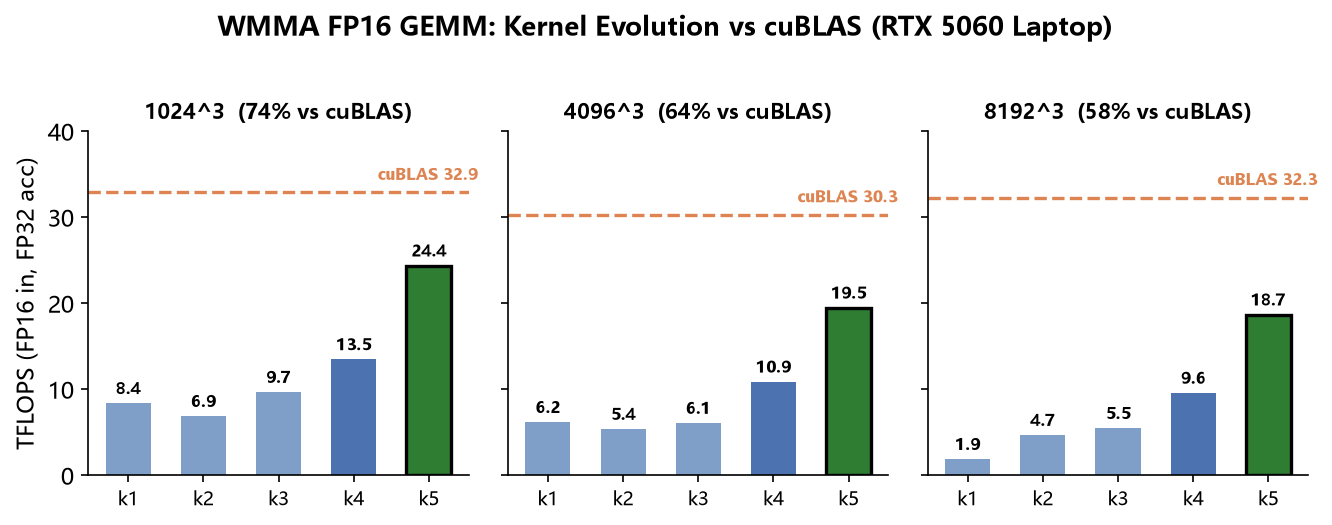 WMMA FP16 GEMM: Kernel Evolution vs cuBLAS (RTX 5060 Laptop)
TFLOPS (FP16 in, FP32 acc)
1024^3 (74% vs cuBLAS)
40
30
20
10
0
cuBLAS 32.9
8.4
6.9
9.7
13.5
24.4
k1
k2
k3
k4
k5
4096^3 (64% vs cuBLAS)
cuBLAS 30.3
6.2
5.4
6.1
10.9
19.5
k1
k2
k3
k4
k5
8192^3 (58% vs cuBLAS)
cuBLAS 32.3
1.9
4.7
5.5
9.6
18.7
k1
k2
k3
k4
k5